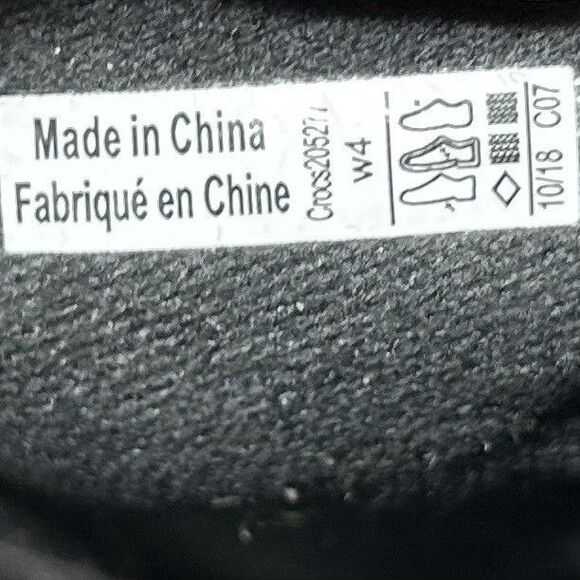 Made in China
Fabriqué en Chine
W4
10/18 C07